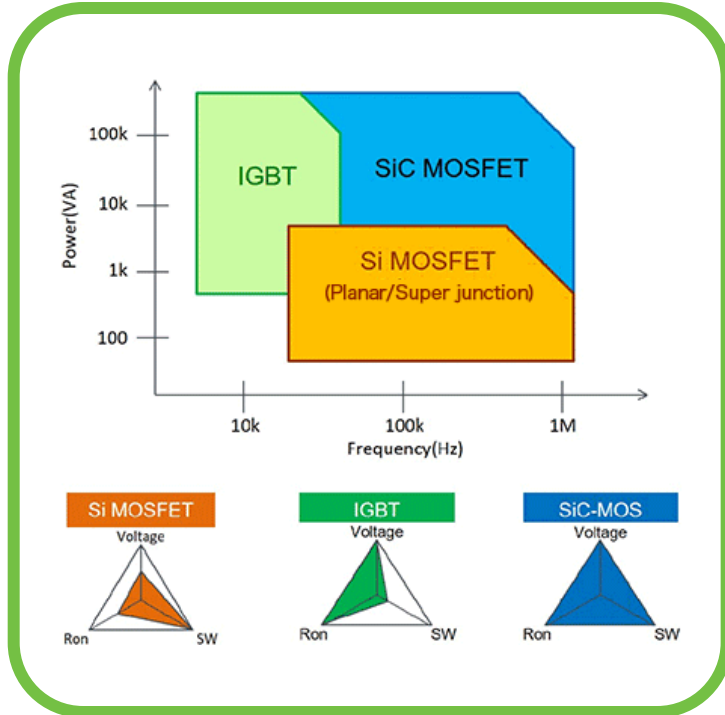 Power(VA)
100k
10k
1k
100
IGBT
SiC MOSFET
Si MOSFET
(Planar/Super junction)
10k
100k
1M
Frequency(Hz)
Si MOSFET
Voltage
Ron
SW
IGBT
Voltage
Ron
SW
SiC-MOS
Voltage
Ron
SW